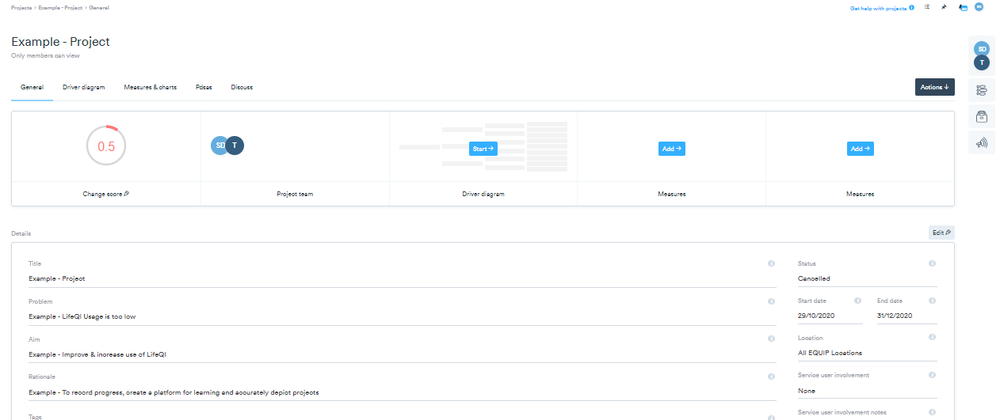 Projects > Example - Project > General
Get help with projects i
SD
Example - Project
Only members can view
SD
T
General Driver diagram Measures & charts Pdsas Discuss
Actions ↓
0.5
SD T
Start →
Add →
Add →
Change score
Project team
Driver diagram
Measures
Measures
Details
Edit
Title
Example - Project
Problem
Example - LifeQI Usage is too low
Aim
Example - Improve & increase use of LifeQI
Rationale
Example - To record progress, create a platform for learning and accurately depict projects
Tags
Status
Cancelled
Start date End date
29/10/2020 31/12/2020
Location
All EQUIP Locations
Service user involvement
None
Service user involvement notes